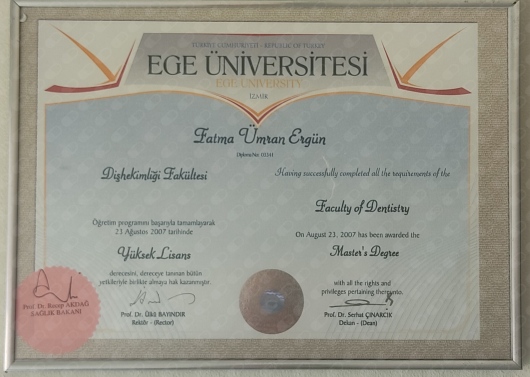 TÜRKİYE CUMHURİYETİ - REPUBLIC OF TURKEY
EGE ÜNİVERSİTESİ
EGE UNIVERSITY
İZMİR
Fatma Ümran Ergün
Diploma No:
Dişhekimliği Fakültesi
Öğretim programını başarıyla tamamlayarak
23 Ağustos 2007 tarihinde
Yüksek Lisans
derecesini, dereceye tanınan bütün
yetkileriyle birlikte almaya hak kazanmıştır.
Having successfully completed all the requirements of the
Faculty of Dentistry
On August 23, 2007 has been awarded the
Master's Degree
with all the rights and
privileges pertaining thereunto.
Prof. Dr. Recep AKDAĞ
SAĞLIK BAKANI
Prof. Dr. Ülkü BAYINDIR
Rektör - (Rector)
Prof. Dr. Serhat ÇINARCIK
Dekan - (Dean)